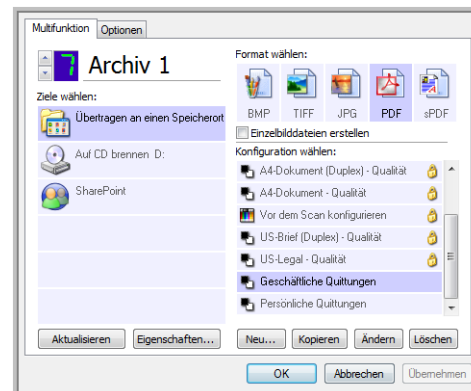 Multifunktion Optionen
7 Archiv 1
Ziele wählen:
Übertragen an einen Speicherort
Auf CD brennen D:
SharePoint
Format wählen:
BMP TIFF JPG PDF sPDF
Einzelbilddateien erstellen
Konfiguration wählen:
A4-Dokument (Duplex) - Qualität
A4-Dokument - Qualität
Vor dem Scan konfigurieren
US-Brief (Duplex) - Qualität
US-Legal - Qualität
Geschäftliche Quittungen
Persönliche Quittungen
Aktualisieren Eigenschaften... Neu... Kopieren Ändern Löschen
OK Abbrechen Übernehmen